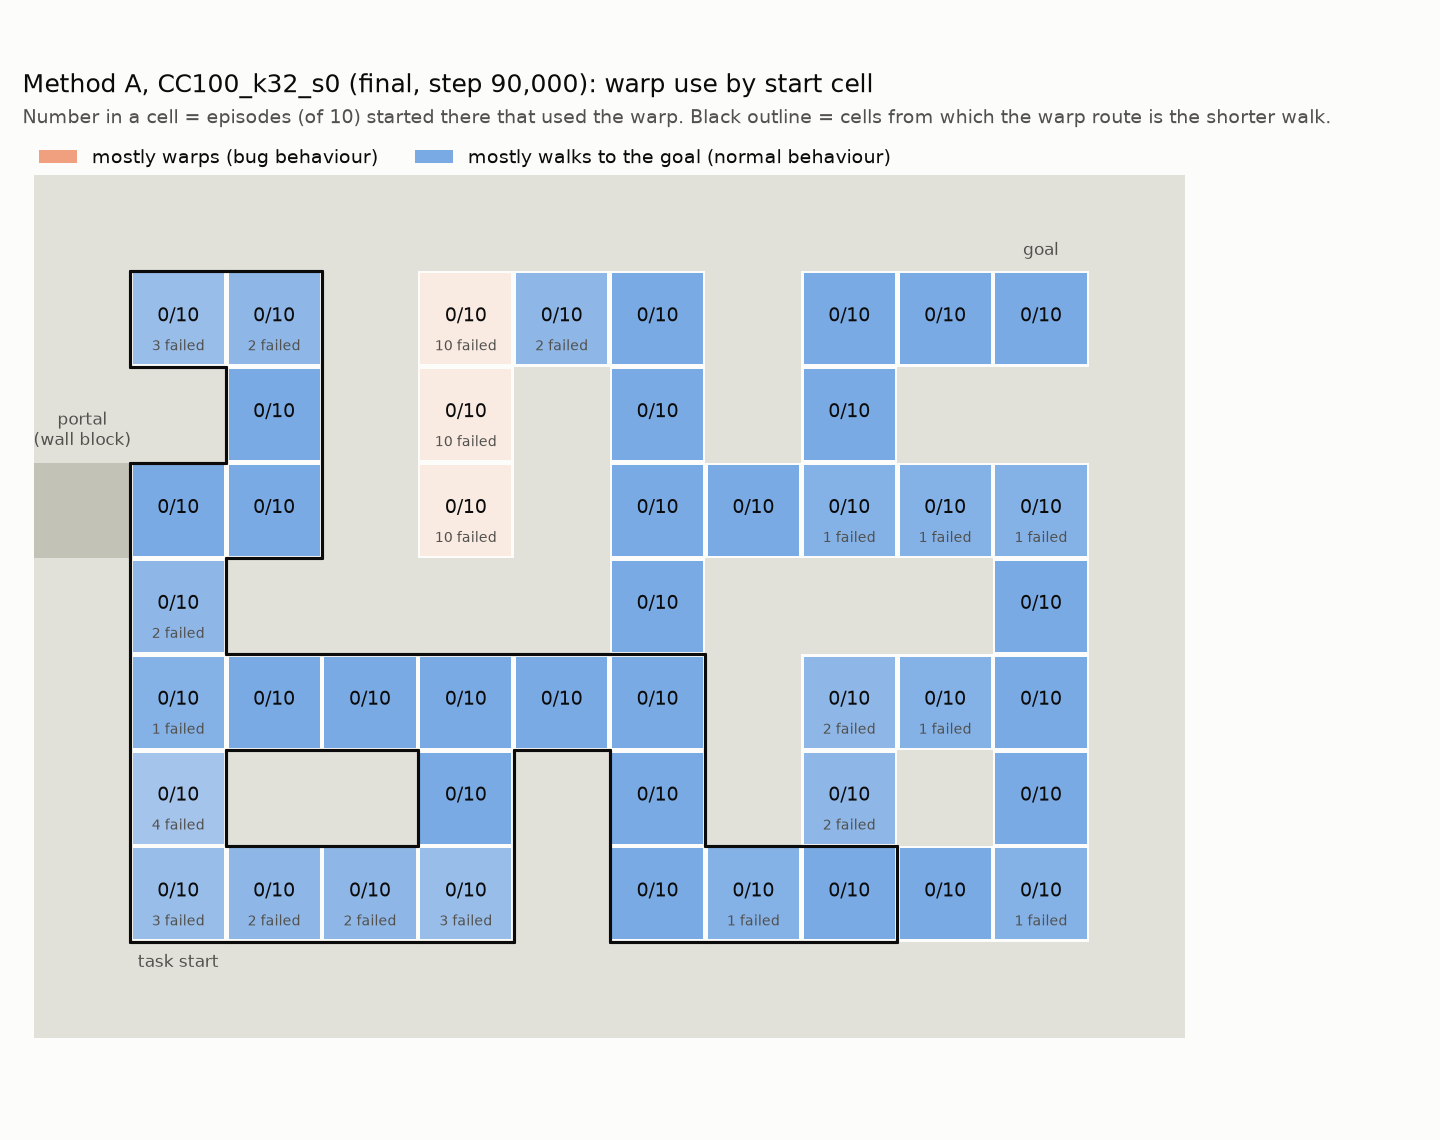 Method A, CC100_k32_s0 (final, step 90,000): warp use by start cell
Number in a cell = episodes (of 10) started there that used the warp. Black outline = cells from which the warp route is the shorter walk.
mostly warps (bug behaviour) mostly walks to the goal (normal behaviour)
goal
0/10 0/10 0/10 0/10 0/10 0/10 0/10 0/10
3 failed 2 failed 10 failed 2 failed
0/10 0/10 0/10 0/10
portal
(wall block)
10 failed
0/10 0/10 0/10 0/10 0/10 0/10 0/10 0/10
10 failed 1 failed 1 failed 1 failed
0/10 0/10 0/10
2 failed
0/10 0/10 0/10 0/10 0/10 0/10 0/10 0/10 0/10
1 failed 2 failed 1 failed
0/10 0/10 0/10 0/10 0/10
4 failed 2 failed
0/10 0/10 0/10 0/10 0/10 0/10 0/10 0/10 0/10
3 failed 2 failed 2 failed 3 failed 1 failed 1 failed
task start